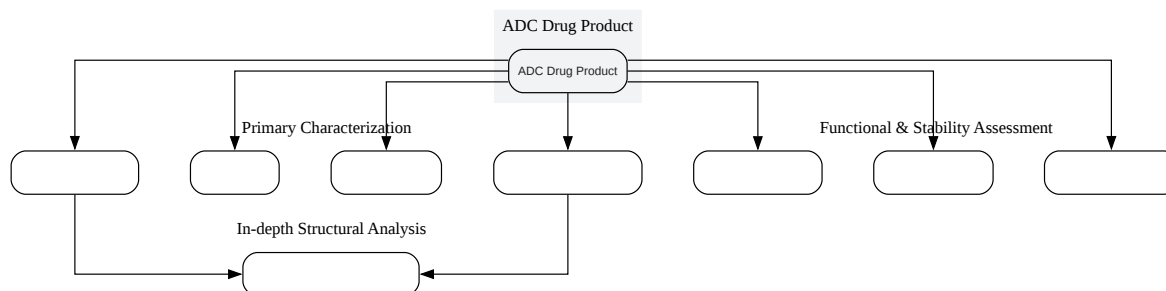 ADC Drug Product
ADC Drug Product
Primary Characterization
Functional & Stability Assessment
In-depth Structural Analysis